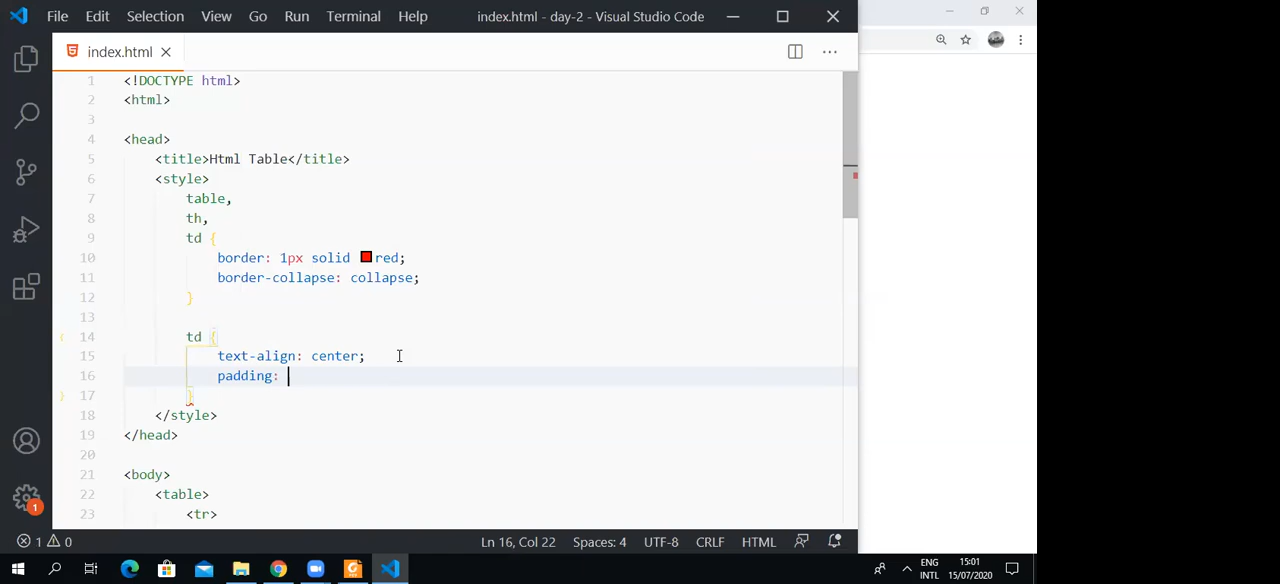 File Edit Selection View Go Run Terminal Help index.html - day-2 - Visual Studio Code
index.html
1 <!DOCTYPE html>
2 <html>
3
4 <head>
5 <title>Html Table</title>
6 <style>
7 table,
8 th,
9 td {
10 border: 1px solid red;
11 border-collapse: collapse;
12 }
13
14 td {
15 text-align: center;
16 padding:
17 }
18 </style>
19 </head>
20
21 <body>
22 <table>
23 <tr>
1 0 Ln 16, Col 22 Spaces: 4 UTF-8 CRLF HTML
1
ENG 15:01
INTL 15/07/2020